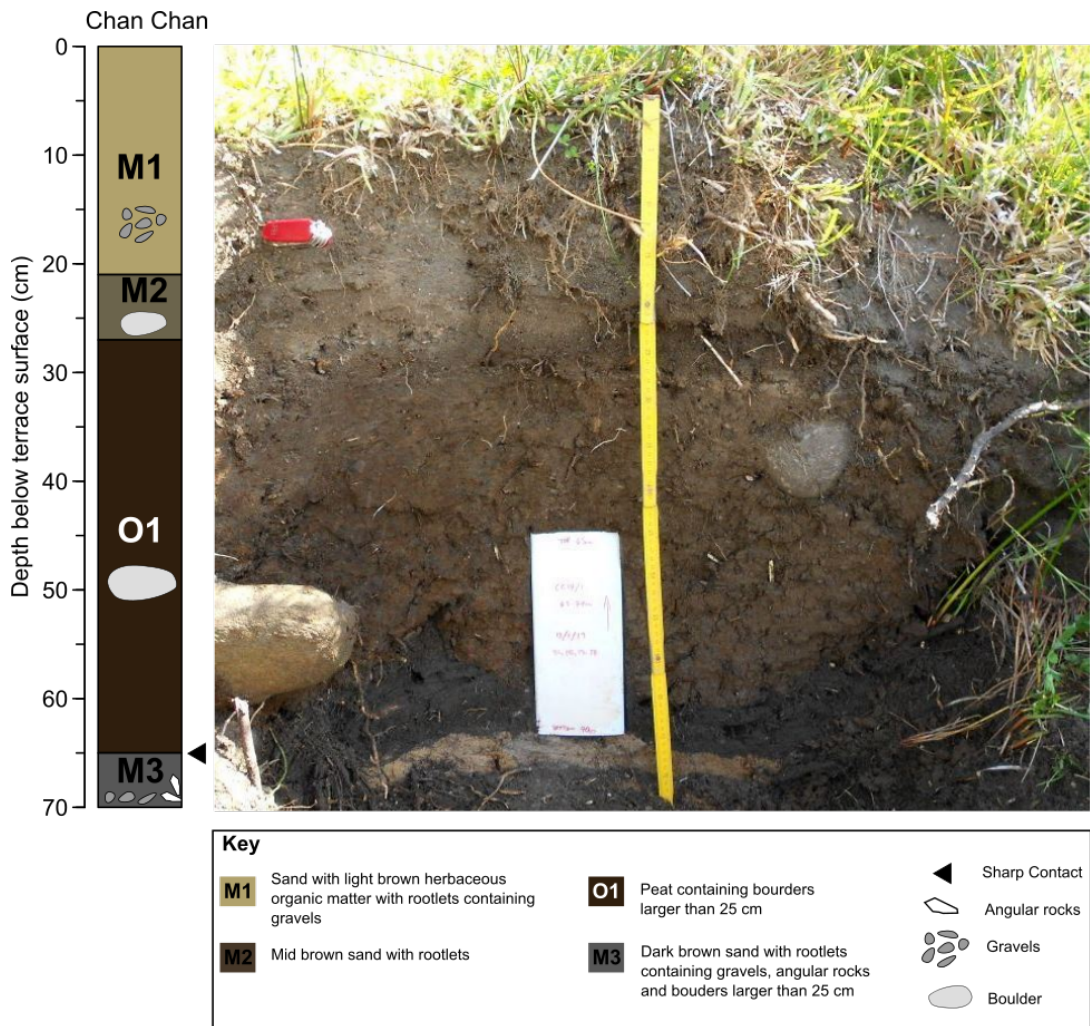 Chan Chan
Depth below terrace surface (cm)
0
10
20
30
40
50
60
70
M1
M2
O1
M3
Key
M1
Sand with light brown herbaceous
organic matter with rootlets containing
gravels
M2
Mid brown sand with rootlets
O1
Peat containing bourders
larger than 25 cm
M3
Dark brown sand with rootlets
containing gravels, angular rocks
and bouders larger than 25 cm
Sharp Contact
Angular rocks
Gravels
Boulder